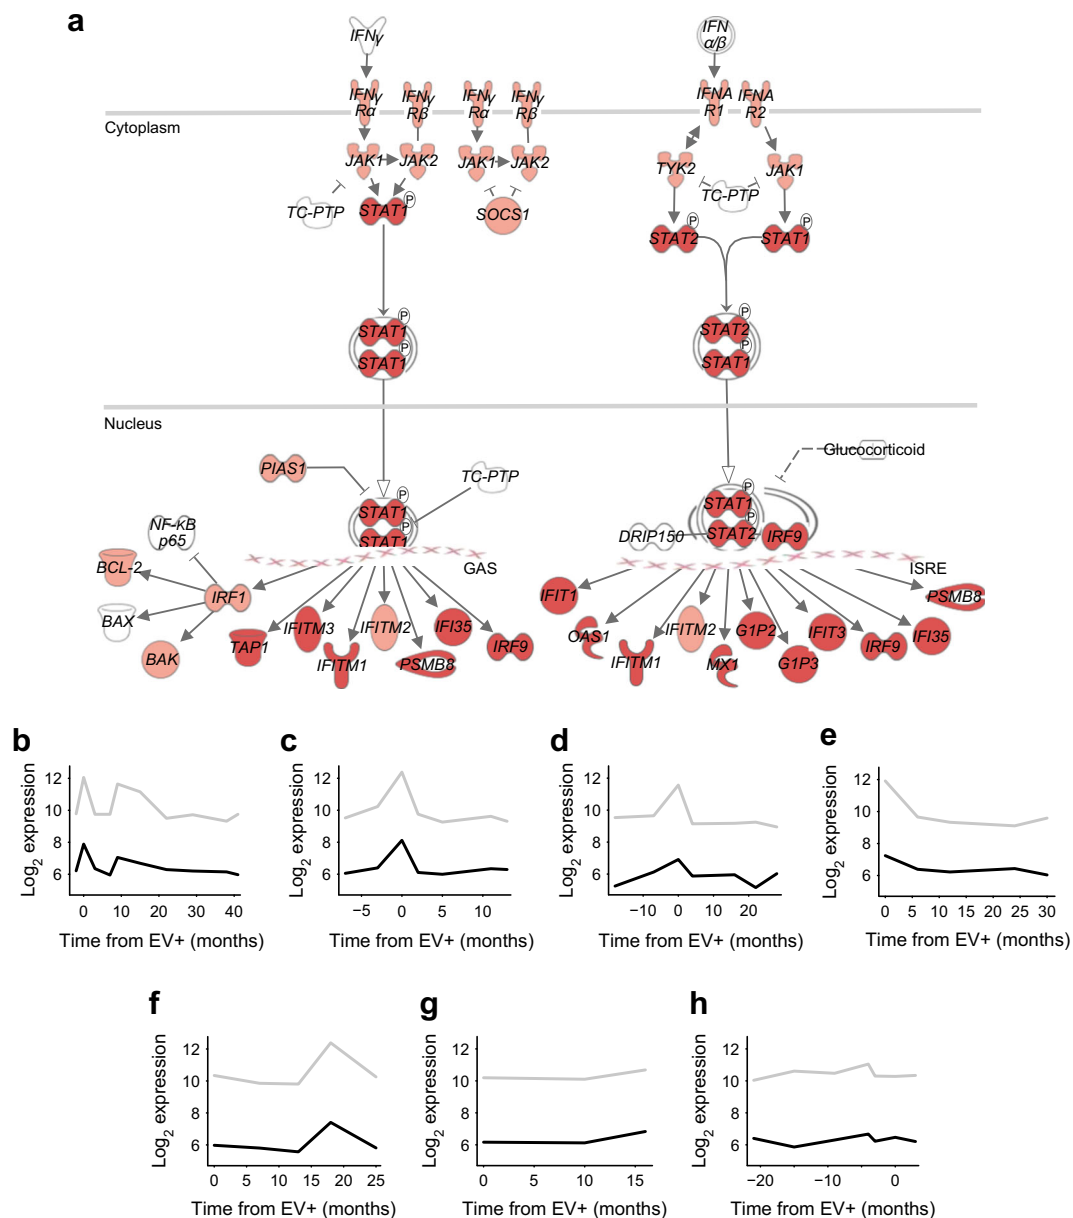 a
IFNγ
IFN
α/β
IFNγ
Rα
IFNγ
Rβ
IFNγ
Rα
IFNγ
Rβ
IFNA
R1
IFNA
R2
Cytoplasm
JAK1
JAK2
JAK1
JAK2
TYK2
JAK1
TC-PTP
STAT1
P
SOCS1
TC-PTP
STAT2
P
STAT1
P
STAT1
P
STAT1
P
STAT2
P
STAT1
P
Nucleus
PIAS1
TC-PTP
Glucocorticoid
STAT1
P
STAT1
P
STAT1
P
STAT2
P
IRF9
DRIP150
NF-κB
p65
GAS
ISRE
BCL-2
IRF1
BAX
BAK
TAP1
IFITM3
IFITM1
IFITM2
PSMB8
IFI35
IRF9
IFIT1
OAS1
IFITM1
IFITM2
MX1
G1P2
G1P3
IFIT3
IRF9
IFI35
PSMB8
b
Log2 expression
12
10
8
6
0 10 20 30 40
Time from EV+ (months)
c
Log2 expression
12
10
8
6
−5 0 5 10
Time from EV+ (months)
d
Log2 expression
12
10
8
6
−10 0 10 20
Time from EV+ (months)
e
Log2 expression
12
10
8
6
0 5 10 15 20 25 30
Time from EV+ (months)
f
Log2 expression
12
10
8
6
0 5 10 15 20 25
Time from EV+ (months)
g
Log2 expression
12
10
8
6
0 5 10 15
Time from EV+ (months)
h
Log2 expression
12
10
8
6
−20 −10 0
Time from EV+ (months)